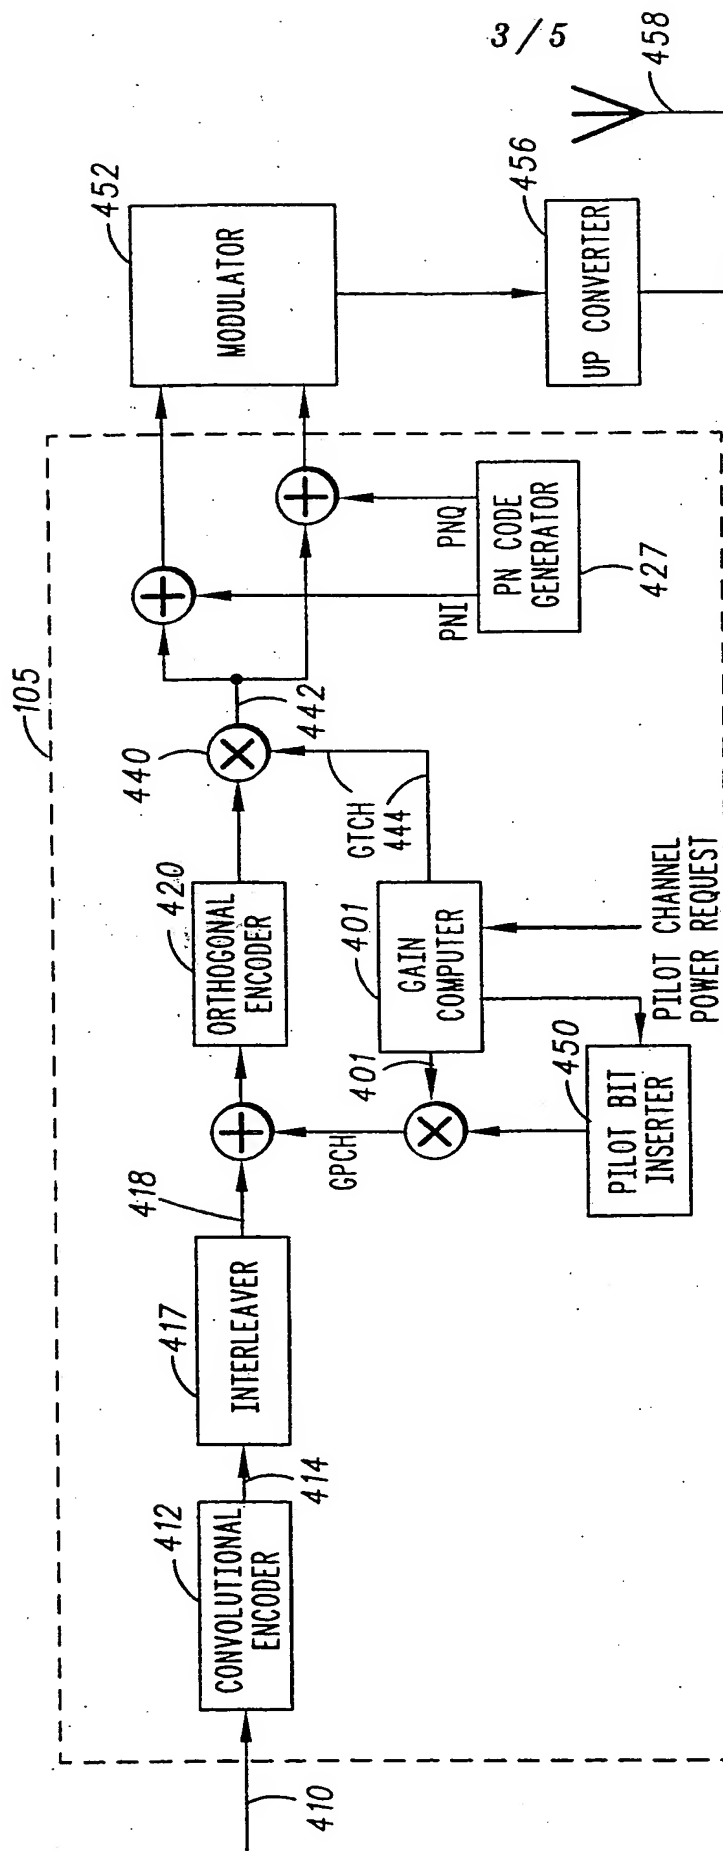 3/5
105
410
CONVOLUTIONAL
ENCODER
412
414
INTERLEAVER
417
418
ORTHOGONAL
ENCODER
420
440
442
GTCH
444
GPCH
401
GAIN
COMPUTER
401
PILOT BIT
INSERTER
450
PILOT CHANNEL
POWER REQUEST
PNI
PNQ
PN CODE
GENERATOR
427
MODULATOR
452
UP CONVERTER
456
458